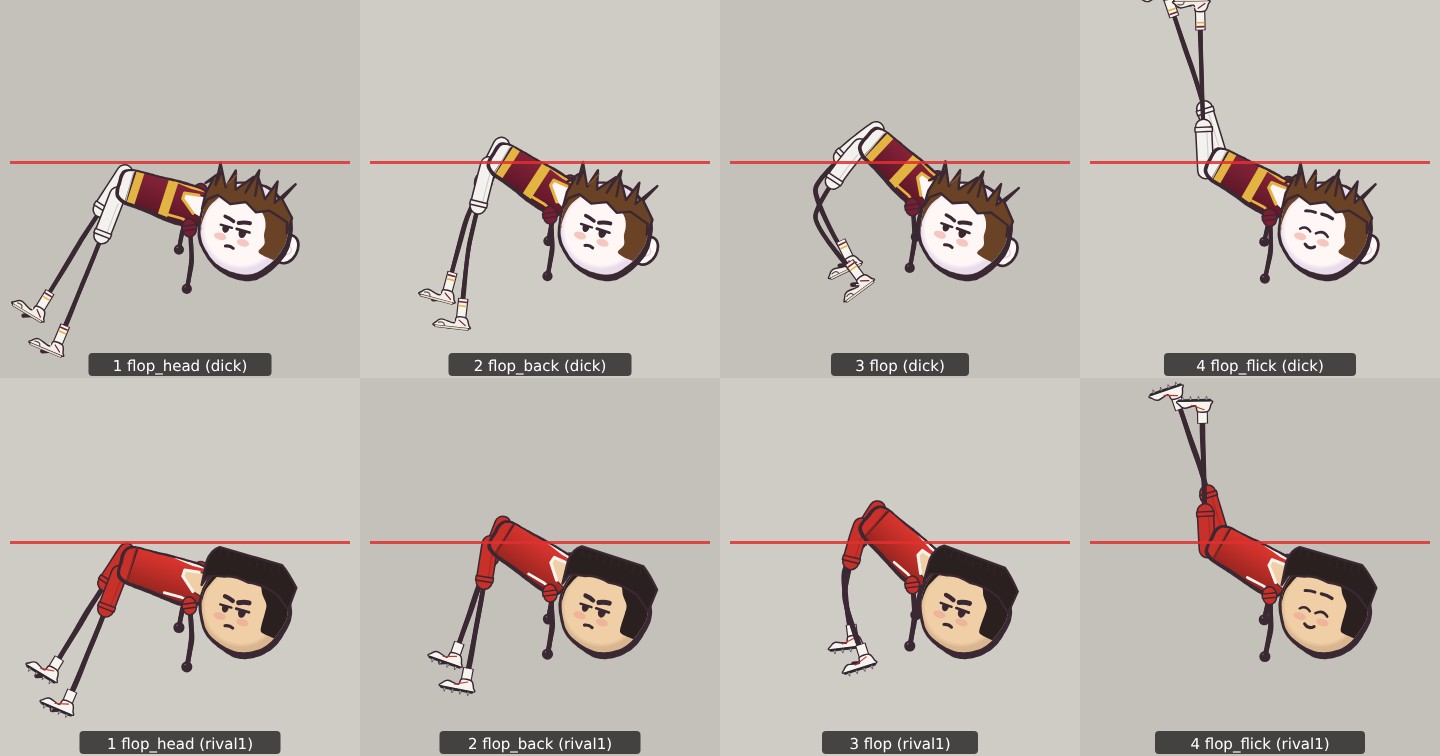 1 flop_head (dick)
2 flop_back (dick)
3 flop (dick)
4 flop_flick (dick)
1 flop_head (rival1)
2 flop_back (rival1)
3 flop (rival1)
4 flop_flick (rival1)